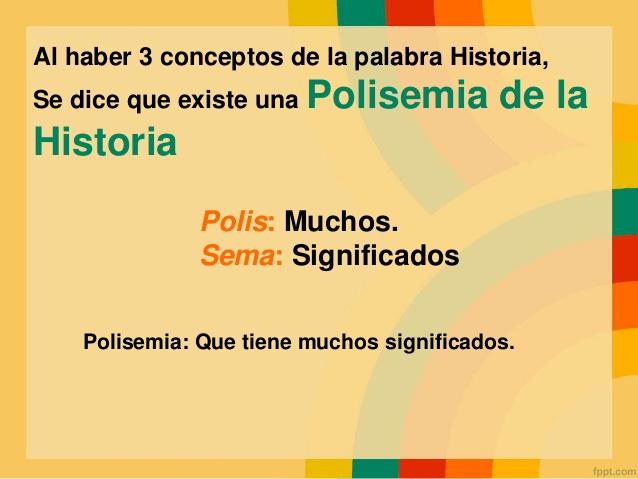 Al haber 3 conceptos de la palabra Historia,
Se dice que existe una Polisemia de la
Historia
Polis: Muchos.
Sema: Significados
Polisemia: Que tiene muchos significados.
fppt.com